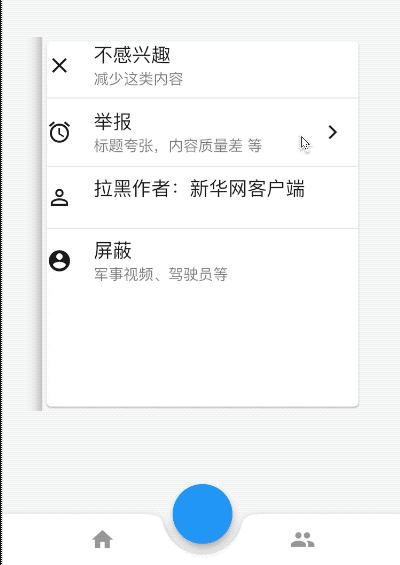 不感兴趣
减少这类内容
举报
标题夸张，内容质量差 等
拉黑作者：新华网客户端
屏蔽
军事视频、驾驶员等